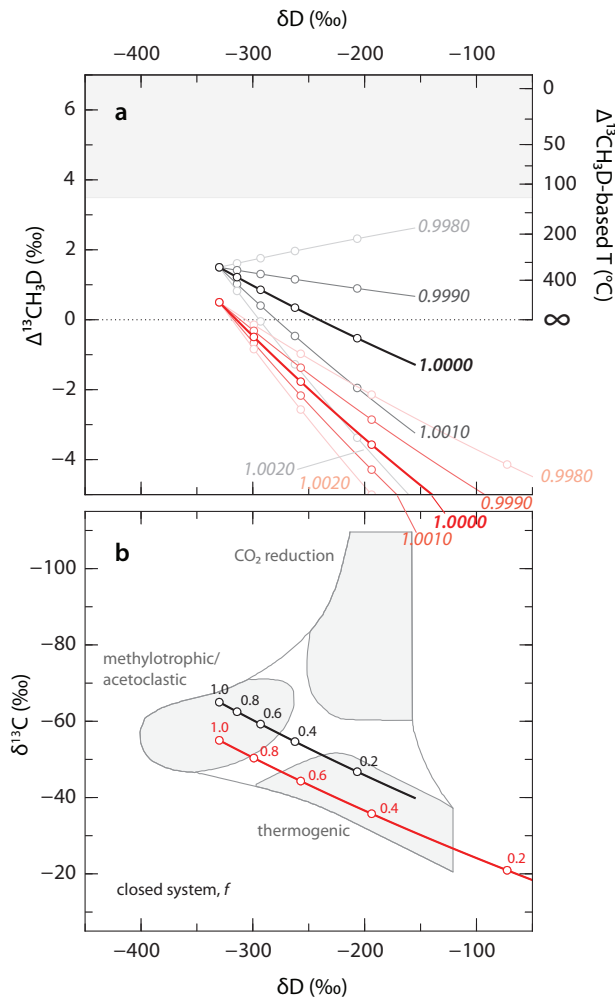 δD (‰)
−400 −300 −200 −100
a
6
4
2
0
−2
−4
Δ¹³CH₃D (‰)
0
50
100
200
400
∞
Δ¹³CH₃D-based T (°C)
0.9980
0.9990
1.0000
1.0010
1.0020
1.0020
0.9980
0.9990
1.0000
1.0010
b
CO₂ reduction
methylotrophic/
acetoclastic
thermogenic
−100
−80
−60
−40
−20
δ¹³C (‰)
1.0
0.8
0.6
0.4
0.2
1.0
0.8
0.6
0.4
0.2
closed system, f
−400 −300 −200 −100
δD (‰)